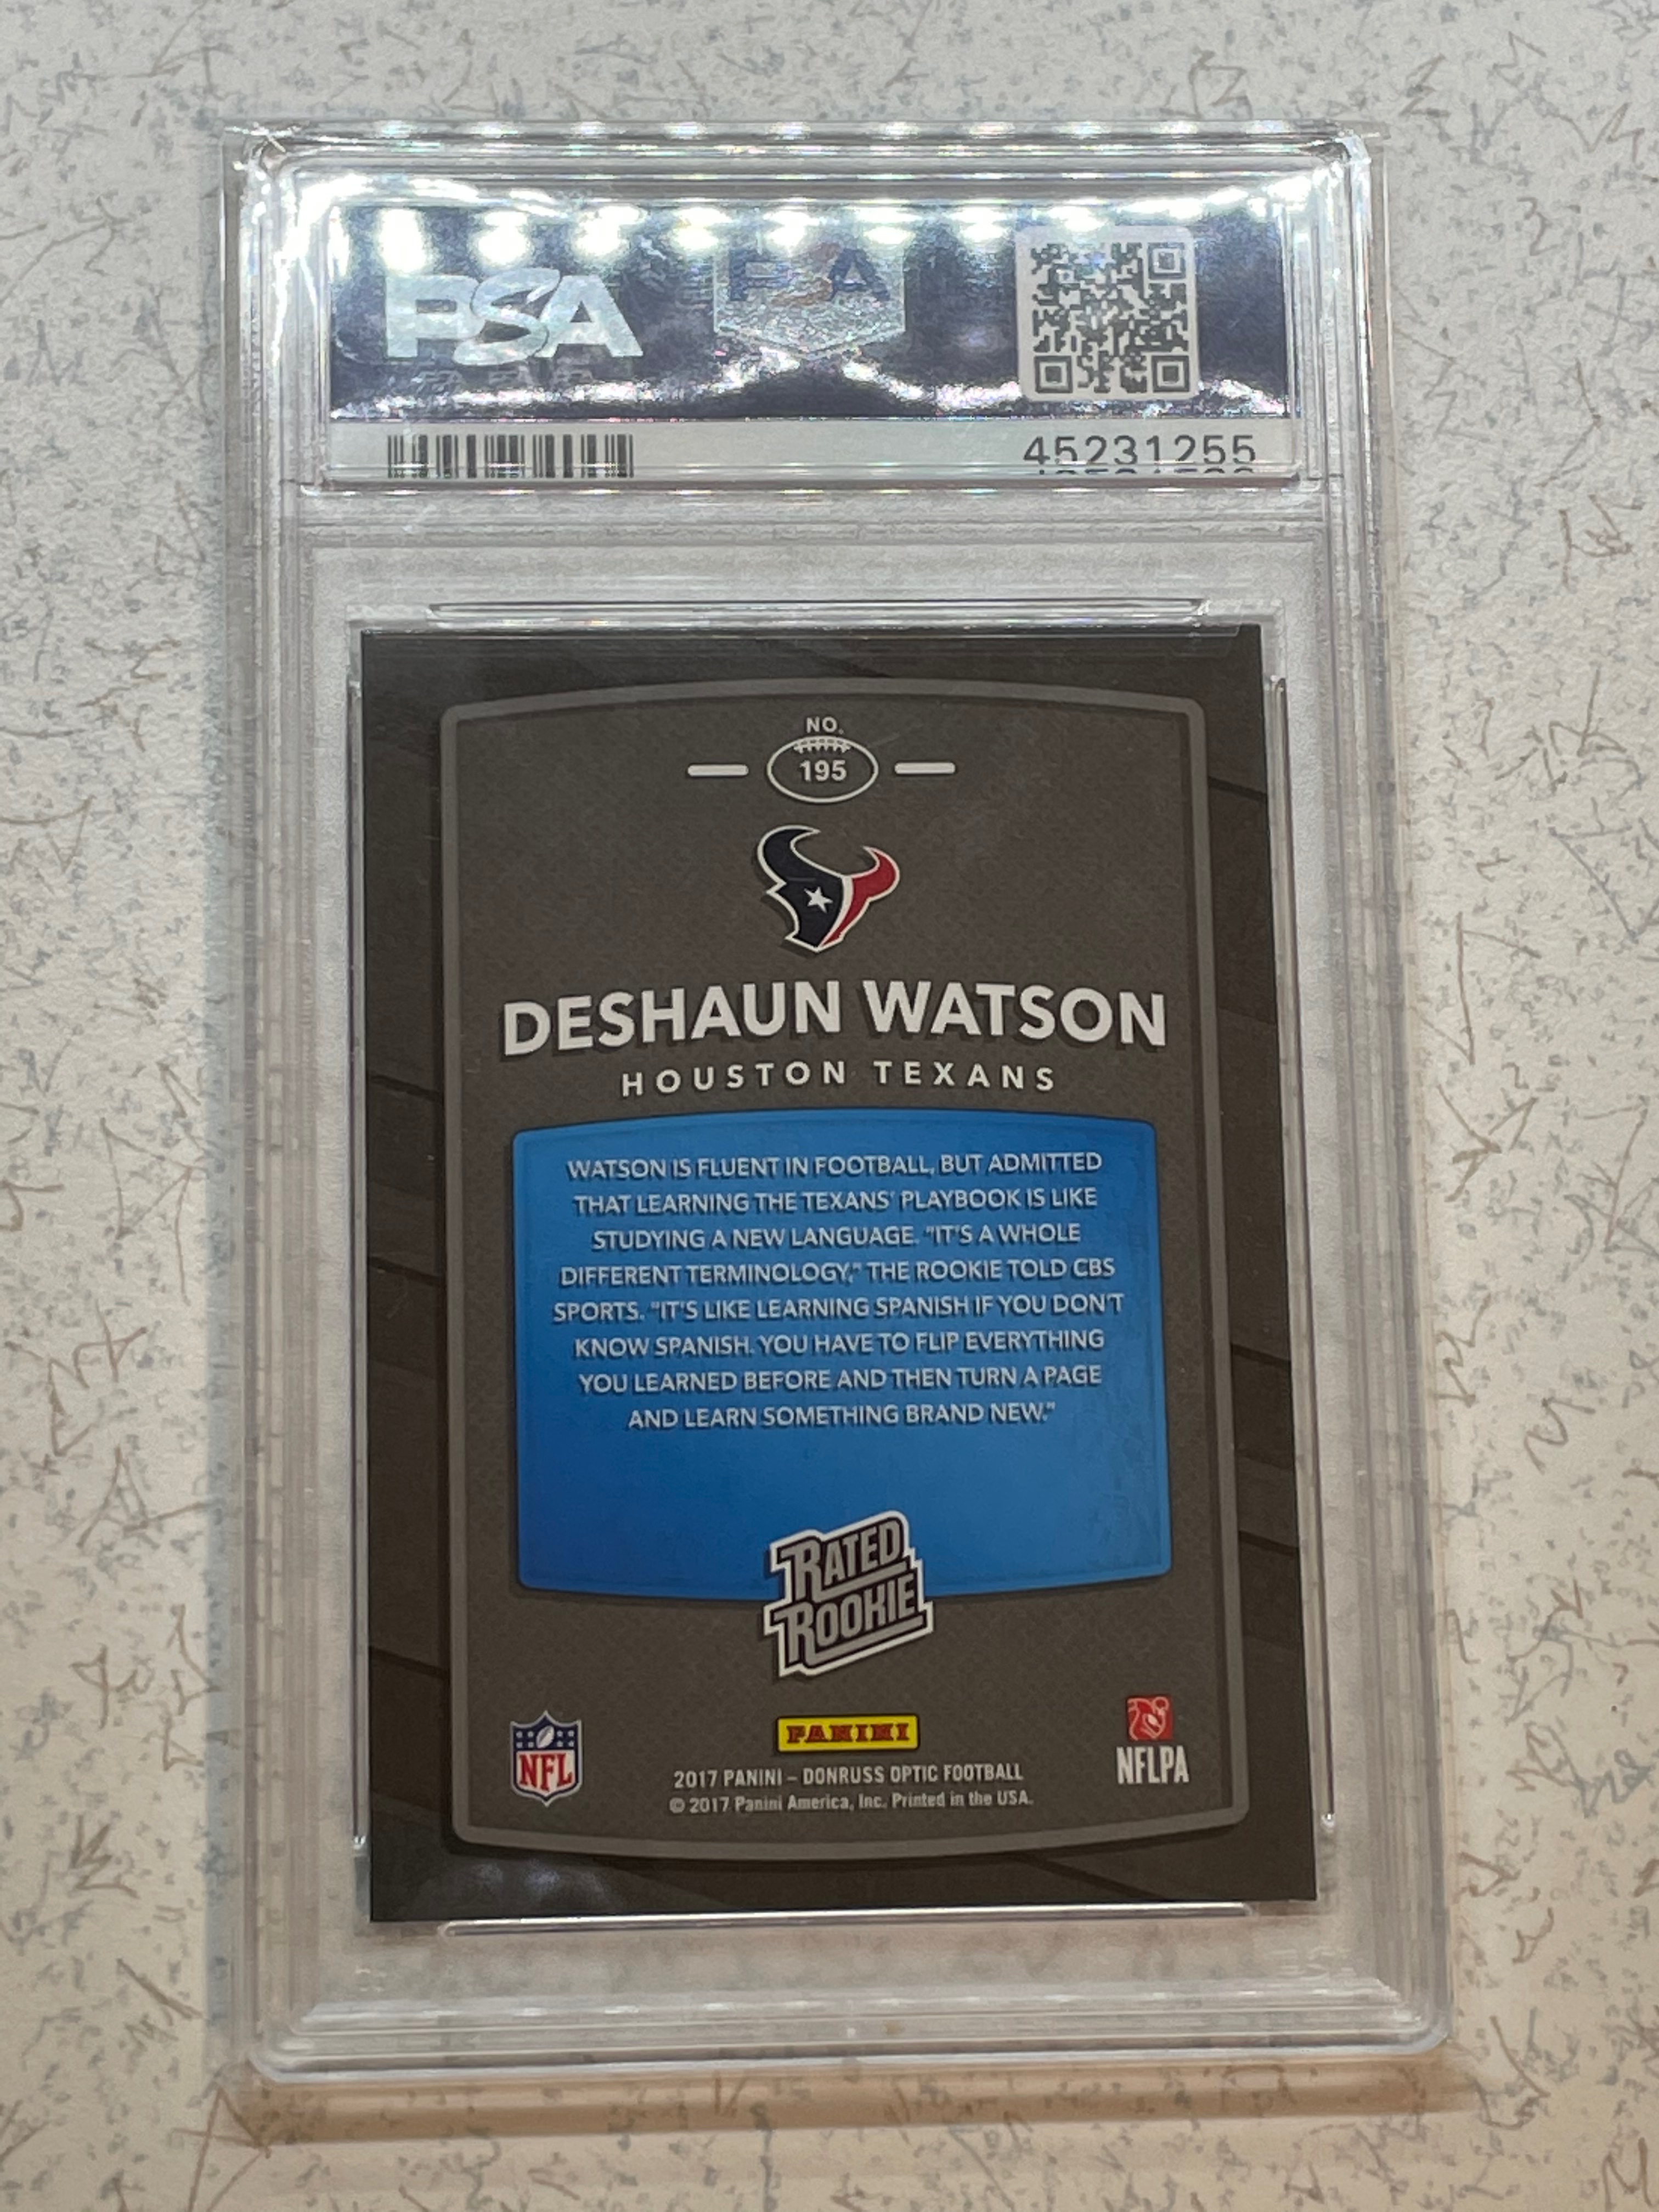 PSA
PSA
45231255
NO.
195
DESHAUN WATSON
HOUSTON TEXANS
WATSON IS FLUENT IN FOOTBALL, BUT ADMITTED
THAT LEARNING THE TEXANS' PLAYBOOK IS LIKE
STUDYING A NEW LANGUAGE. "IT'S A WHOLE
DIFFERENT TERMINOLOGY," THE ROOKIE TOLD CBS
SPORTS. "IT'S LIKE LEARNING SPANISH IF YOU DON'T
KNOW SPANISH. YOU HAVE TO FLIP EVERYTHING
YOU LEARNED BEFORE AND THEN TURN A PAGE
AND LEARN SOMETHING BRAND NEW."
RATED
ROOKIE
NFL
PANINI
NFLPA
2017 PANINI – DONRUSS OPTIC FOOTBALL
© 2017 Panini America, Inc. Printed in the USA.